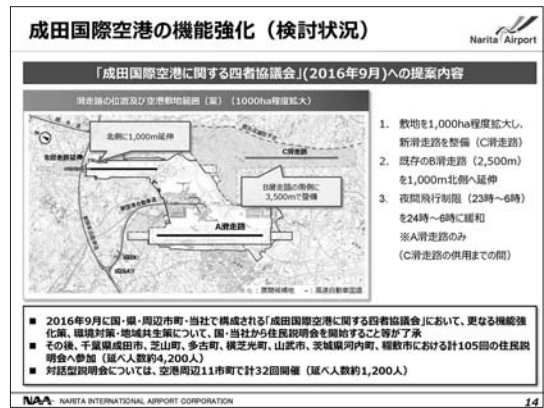 成田国際空港の機能強化（検討状況）
Narita Airport
「成田国際空港に関する四者協議会」(2016年9月)への提案内容
滑走路の位置及び空港敷地範囲（案）（1000ha程度拡大）
北側に1,000m延伸
B滑走路延伸
C滑走路
B滑走路の南側に
3,500mで整備
A滑走路
1. 敷地を1,000ha程度拡大し、
新滑走路を整備（C滑走路）
2. 既存のB滑走路（2,500m）
を1,000m北側へ延伸
3. 夜間飛行制限（23時～6時）
を24時～6時に緩和
※A滑走路のみ
（C滑走路の供用までの間）
■ 2016年9月に国・県・周辺市町・当社で構成される「成田国際空港に関する四者協議会」において、更なる機能強
化策、環境対策・地域共生策について、国・当社から住民説明会を開始すること等が了承
■ その後、千葉県成田市、芝山町、多古町、横芝光町、山武市、茨城県河内町、稲敷市における計105回の住民説
明会へ参加（延べ人数約4,200人）
■ 対話型説明会については、空港周辺11市町で計32回開催（延べ人数約1,200人）
NAA NARITA INTERNATIONAL AIRPORT CORPORATION
14